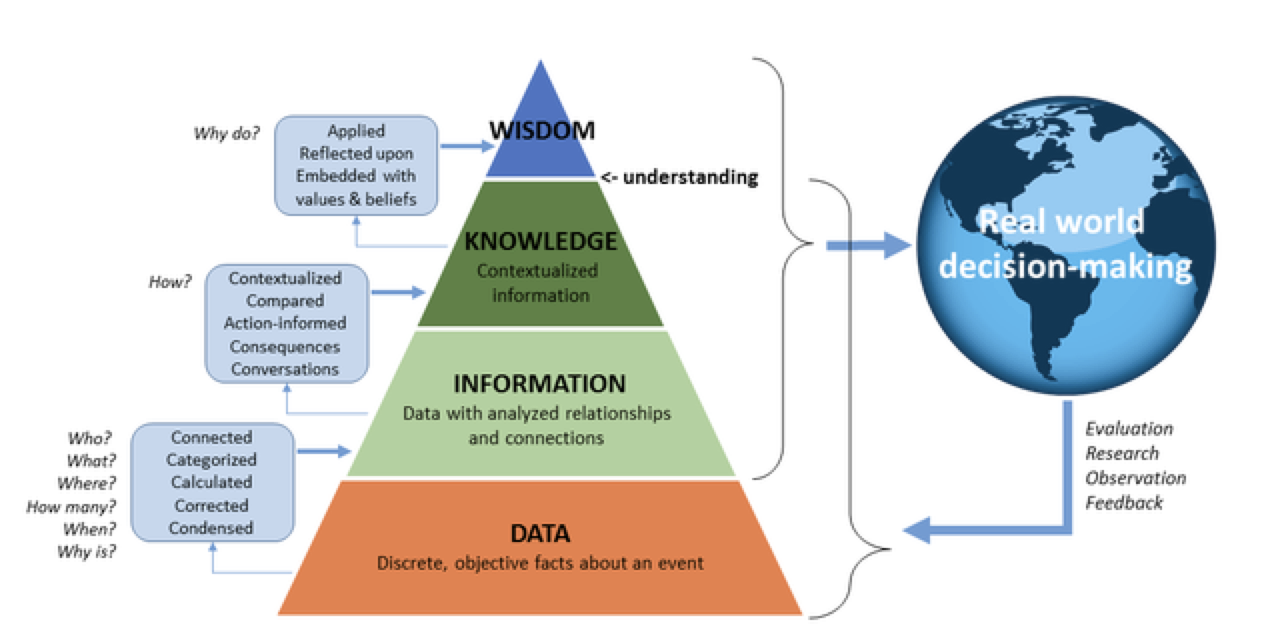 WISDOM
<- understanding
Why do?
Applied
Reflected upon
Embedded with
values & beliefs
KNOWLEDGE
Contextualized
information
How?
Contextualized
Compared
Action-informed
Consequences
Conversations
INFORMATION
Data with analyzed relationships
and connections
Who?
What?
Where?
How many?
When?
Why is?
Connected
Categorized
Calculated
Corrected
Condensed
DATA
Discrete, objective facts about an event
Real world
decision-making
Evaluation
Research
Observation
Feedback